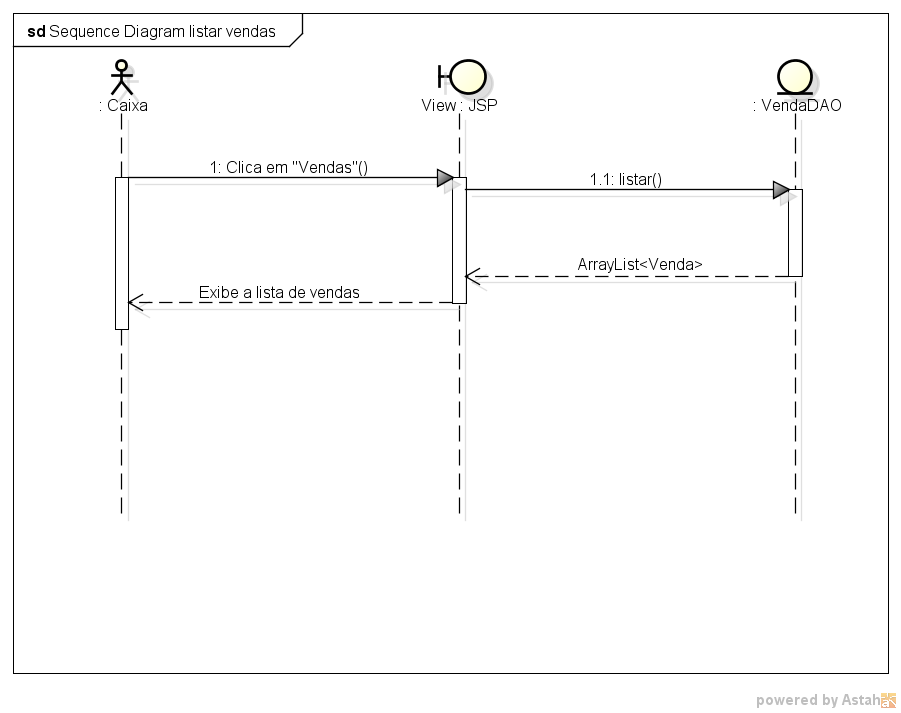 sd Sequence Diagram listar vendas
: Caixa
View : JSP
: VendaDAO
1: Clica em "Vendas"()
1.1: listar()
ArrayList<Venda>
Exibe a lista de vendas
powered by Astah